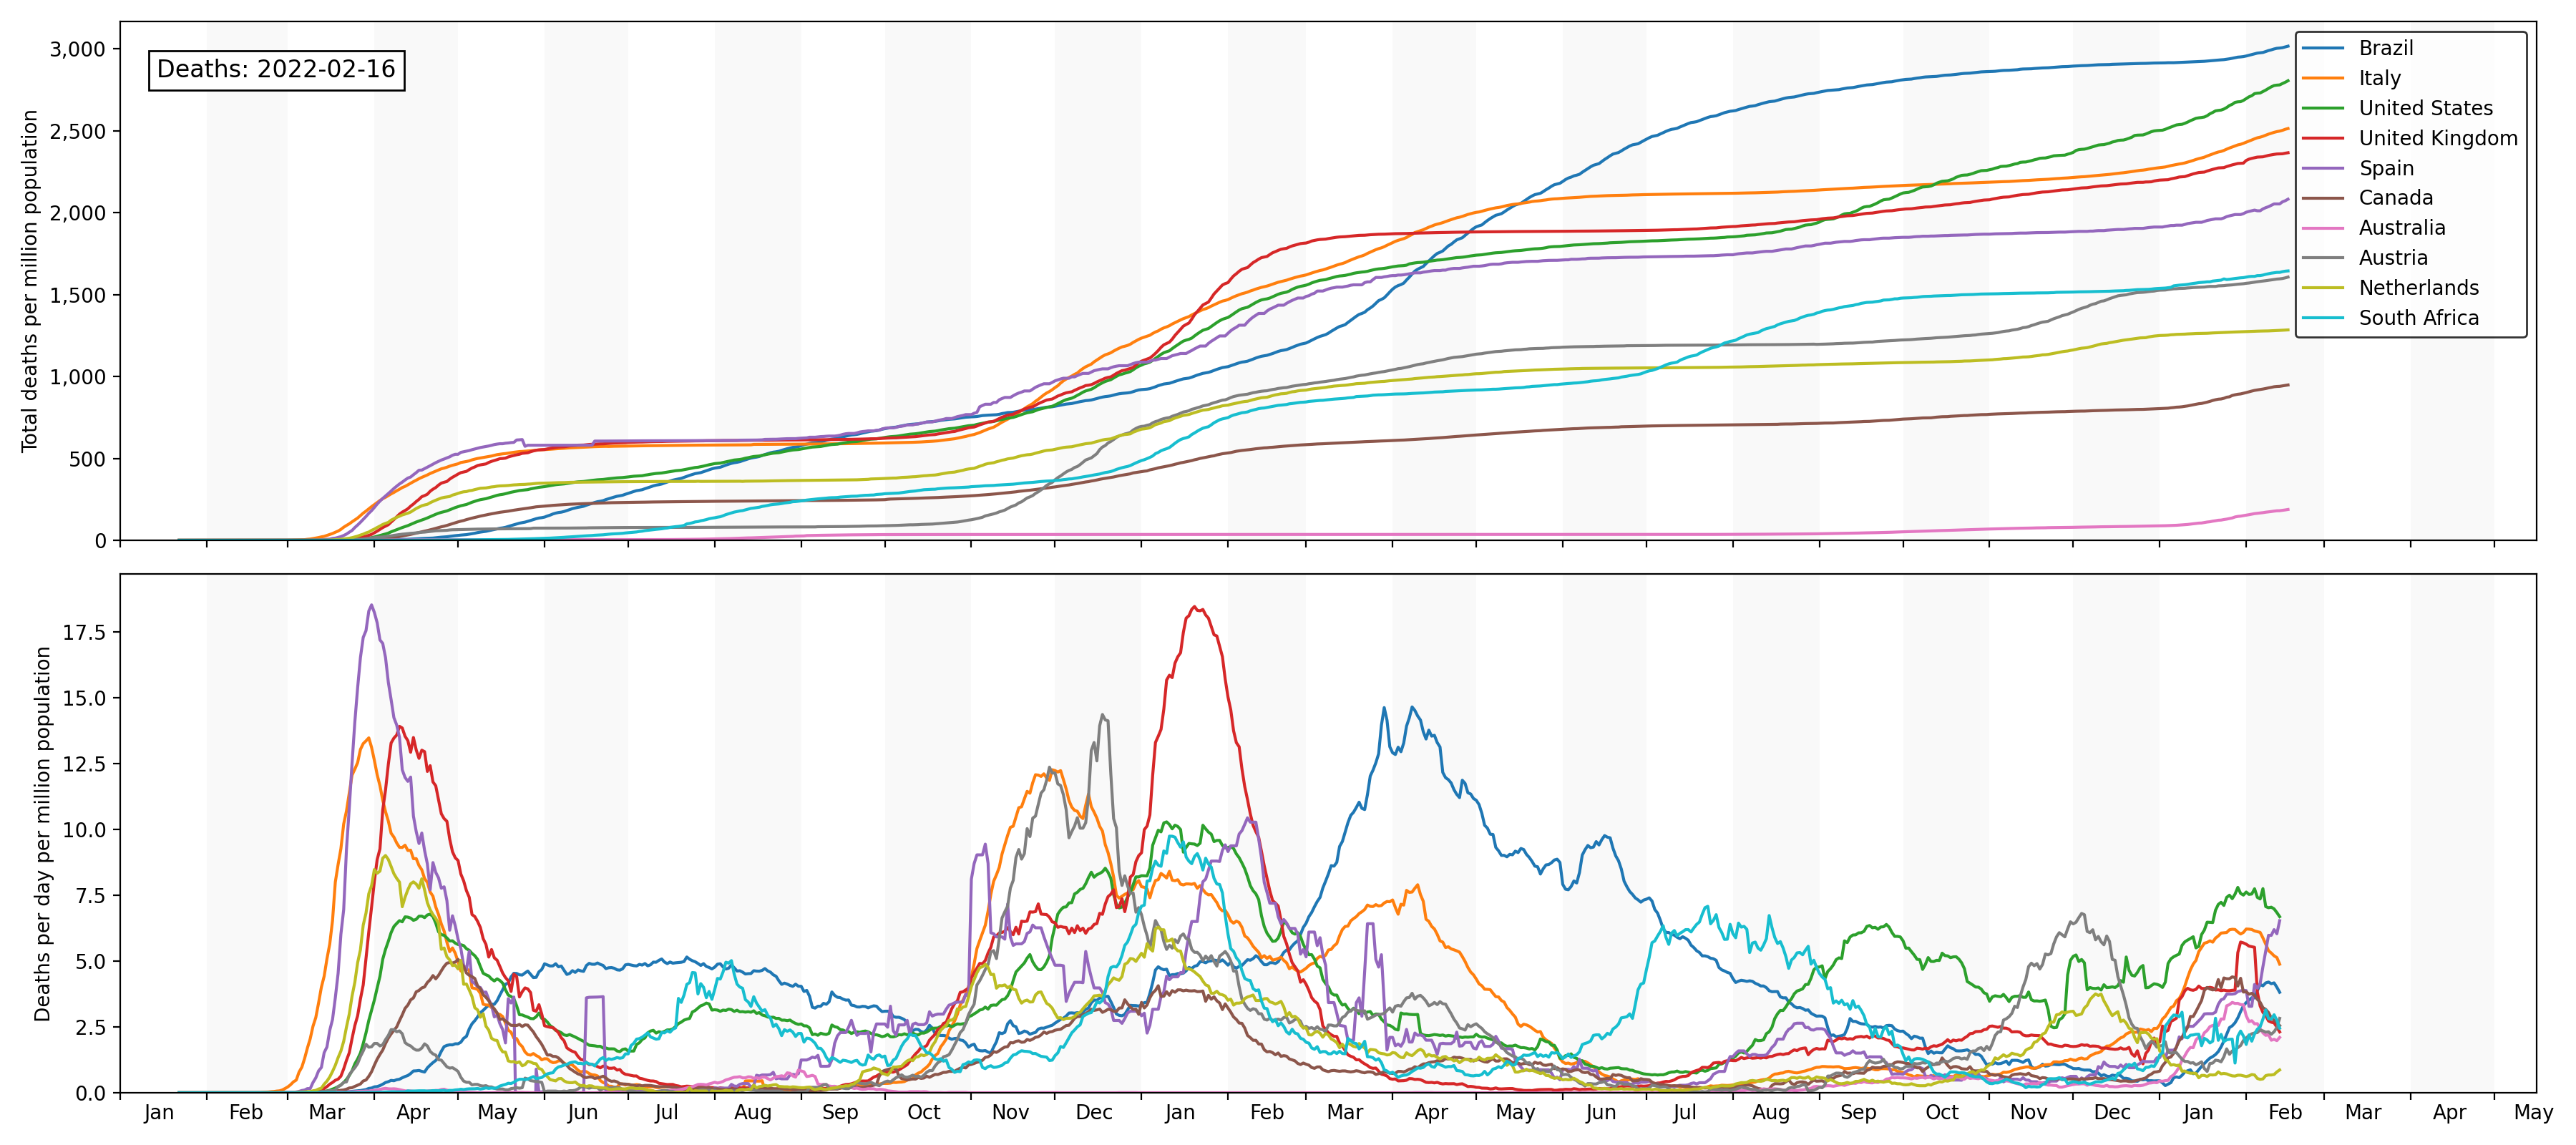 Total deaths per million population
3,000
2,500
2,000
1,500
1,000
500
0
Deaths: 2022-02-16
Brazil
Italy
United States
United Kingdom
Spain
Canada
Australia
Austria
Netherlands
South Africa
Deaths per day per million population
17.5
15.0
12.5
10.0
7.5
5.0
2.5
0.0
Jan Feb Mar Apr May Jun Jul Aug Sep Oct Nov Dec Jan Feb Mar Apr May Jun Jul Aug Sep Oct Nov Dec Jan Feb Mar Apr May